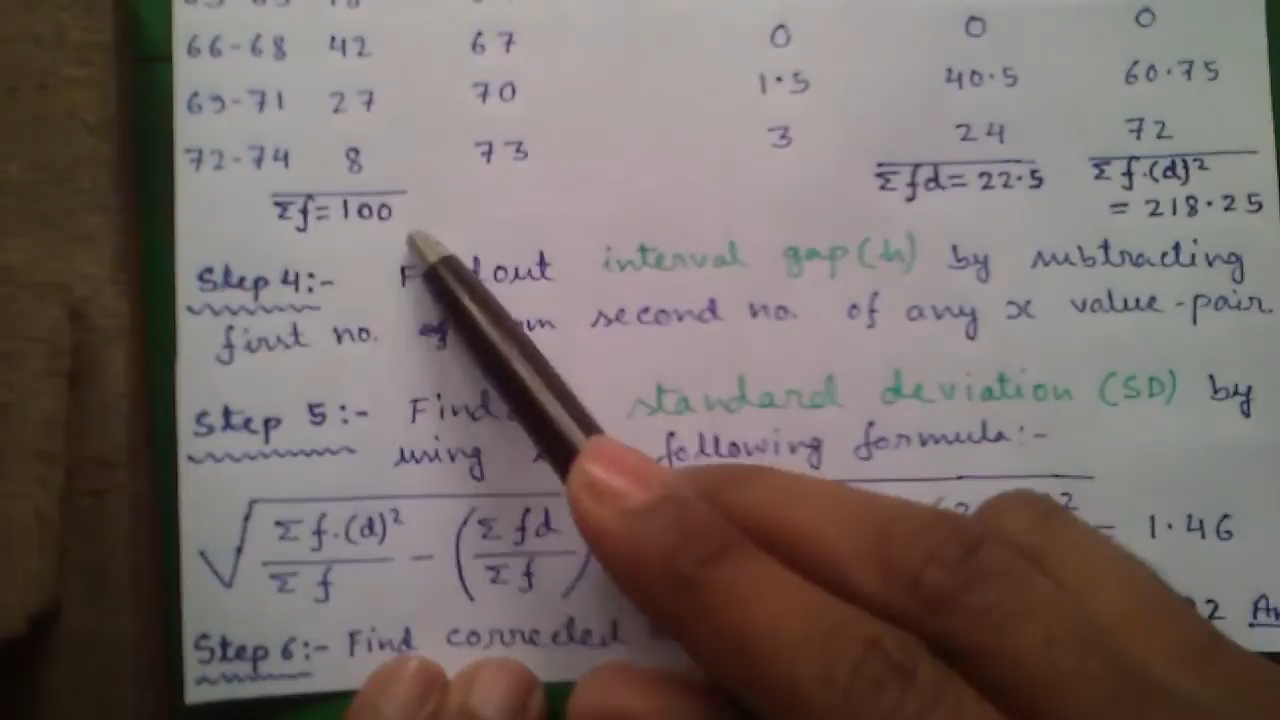 66-68 42 67 0 0 0
69-71 27 70 1.5 40.5 60.75
72-74 8 73 3 24 72
Σf=100 Σfd=22.5 Σf.(d)²
= 218.25
Step 4:- out interval gap(h) by subtracting
first no. second no. of any x value-pair.
Step 5:- Find standard deviation (SD) by
using following formula:-
√ Σf.(d)²/Σf - (Σfd/Σf) = 1.46
Step 6:- Find corrected An